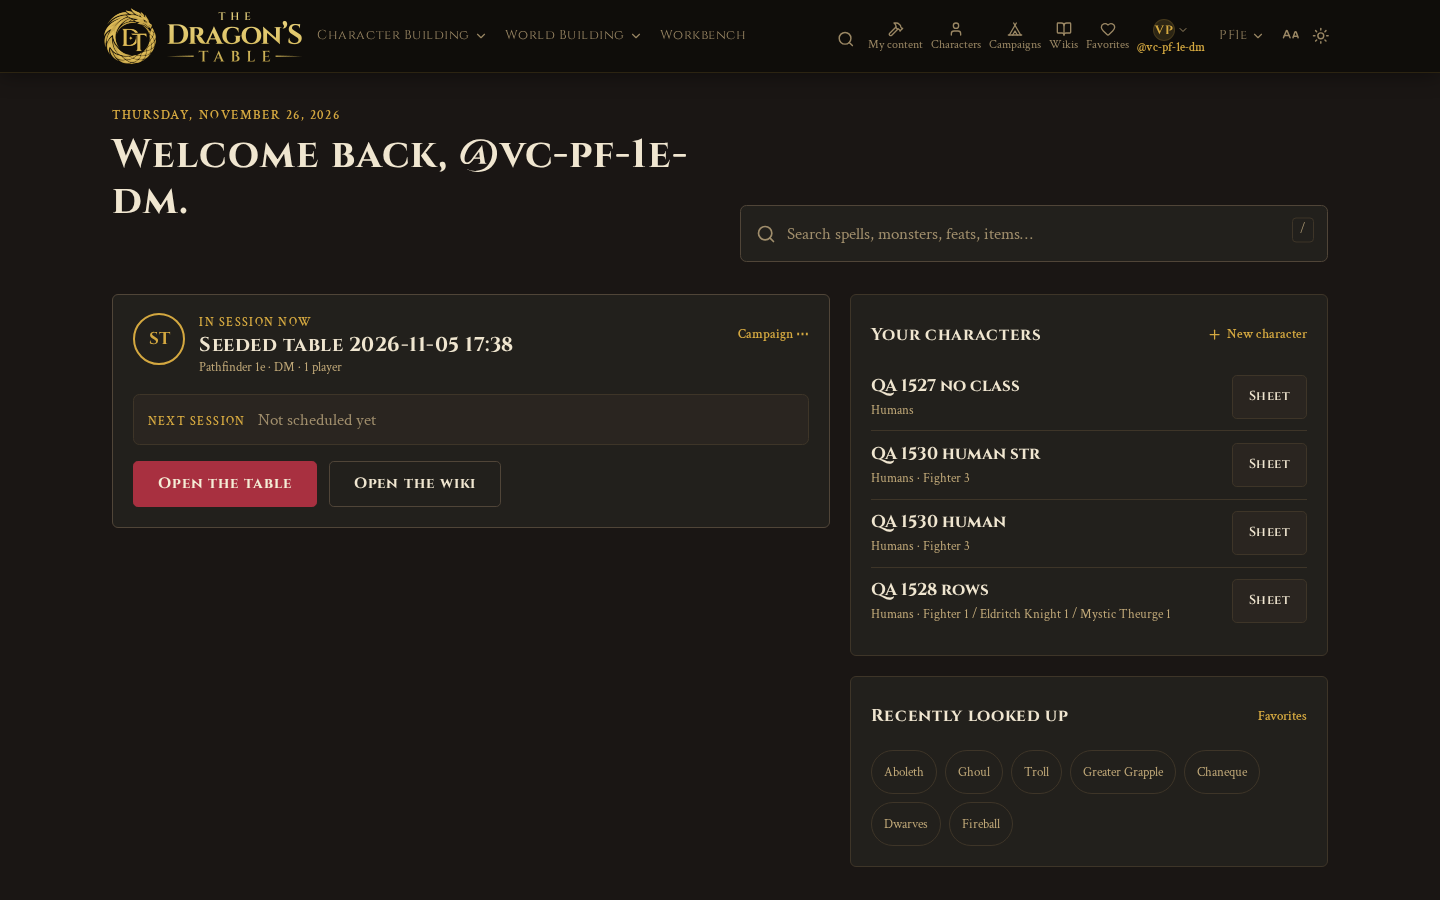 THE
DRAGON'S
TABLE
DT
Character Building
World Building
Workbench
My content
Characters
Campaigns
Wikis
Favorites
VP
@vc-pf-1e-dm
PF1e
AA
THURSDAY, NOVEMBER 26, 2026
Welcome back, @vc-pf-1e-
dm.
Search spells, monsters, feats, items…
/
ST
IN SESSION NOW
Seeded table 2026-11-05 17:38
Pathfinder 1e · DM · 1 player
Campaign ···
NEXT SESSION Not scheduled yet
Open the table
Open the wiki
Your characters
+ New character
QA 1527 no class
Humans
Sheet
QA 1530 human str
Humans · Fighter 3
Sheet
QA 1530 human
Humans · Fighter 3
Sheet
QA 1528 rows
Humans · Fighter 1 / Eldritch Knight 1 / Mystic Theurge 1
Sheet
Recently looked up
Favorites
Aboleth
Ghoul
Troll
Greater Grapple
Chaneque
Dwarves
Fireball